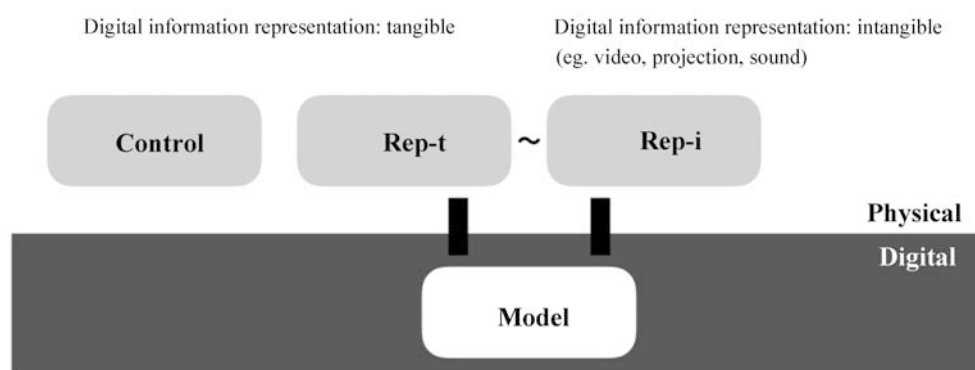 Digital information representation: tangible
Digital information representation: intangible
(eg. video, projection, sound)
Control
Rep-t
~
Rep-i
Physical
Digital
Model